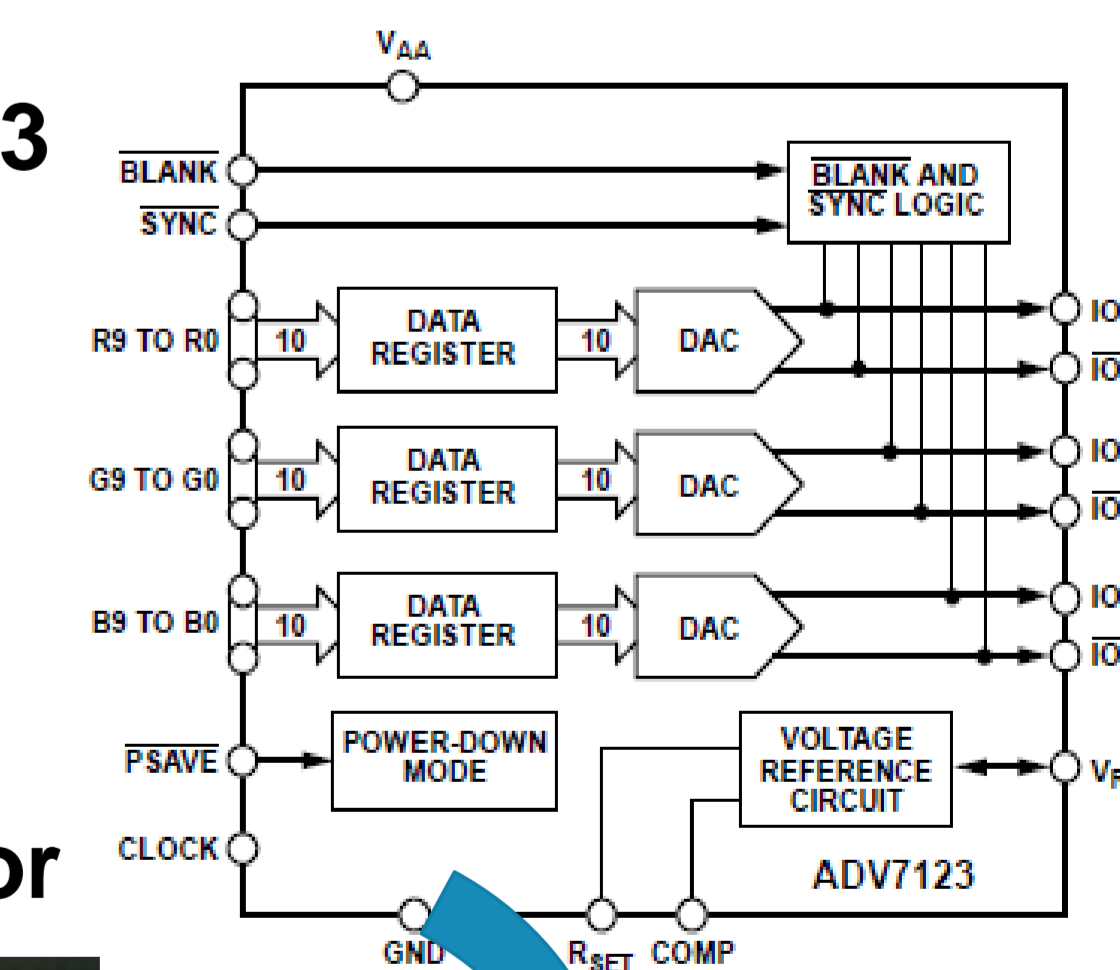 VAA
3
BLANK
SYNC
BLANK AND
SYNC LOGIC
R9 TO R0
10
DATA
REGISTER
10
DAC
IO
IO
G9 TO G0
10
DATA
REGISTER
10
DAC
IO
IO
B9 TO B0
10
DATA
REGISTER
10
DAC
IO
IO
PSAVE
POWER-DOWN
MODE
VOLTAGE
REFERENCE
CIRCUIT
CLOCK
or
ADV7123
GND
RSET
COMP